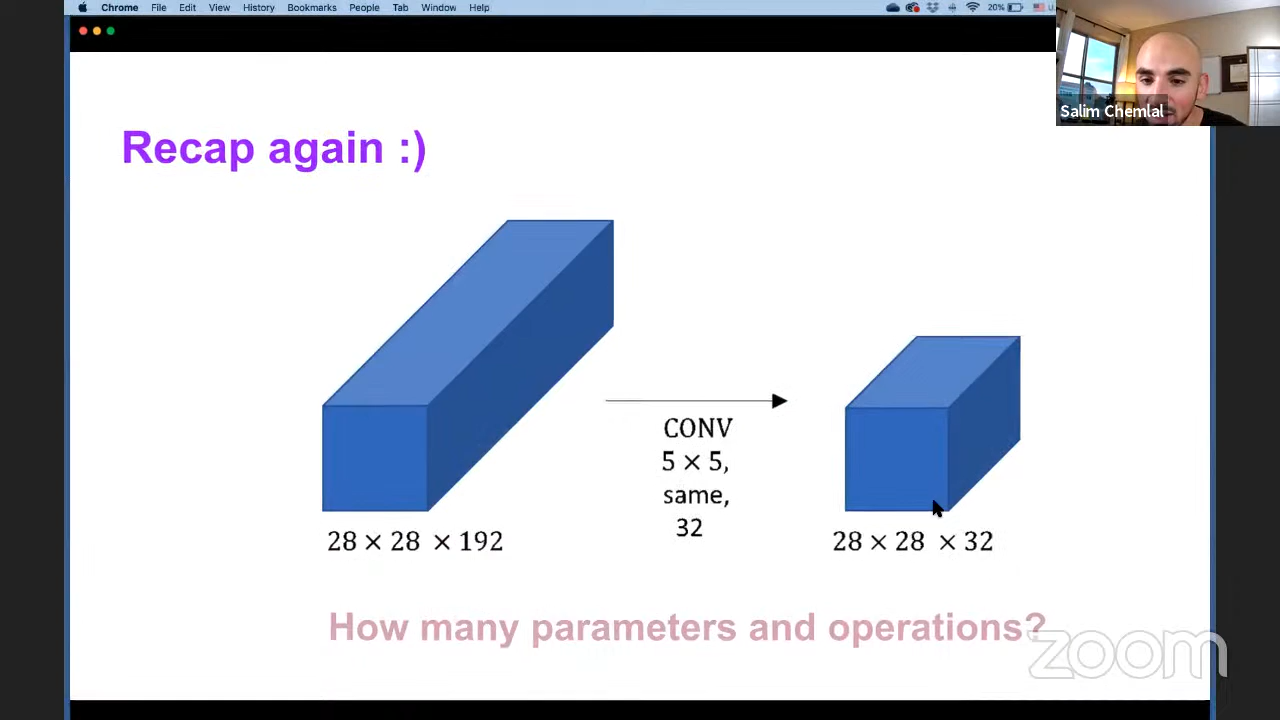 Chrome File Edit View History Bookmarks People Tab Window Help
20%
Salim Chemlal
Recap again :)
CONV
5 × 5,
same,
32
28 × 28 × 192
28 × 28 × 32
How many parameters and operations?
zoom